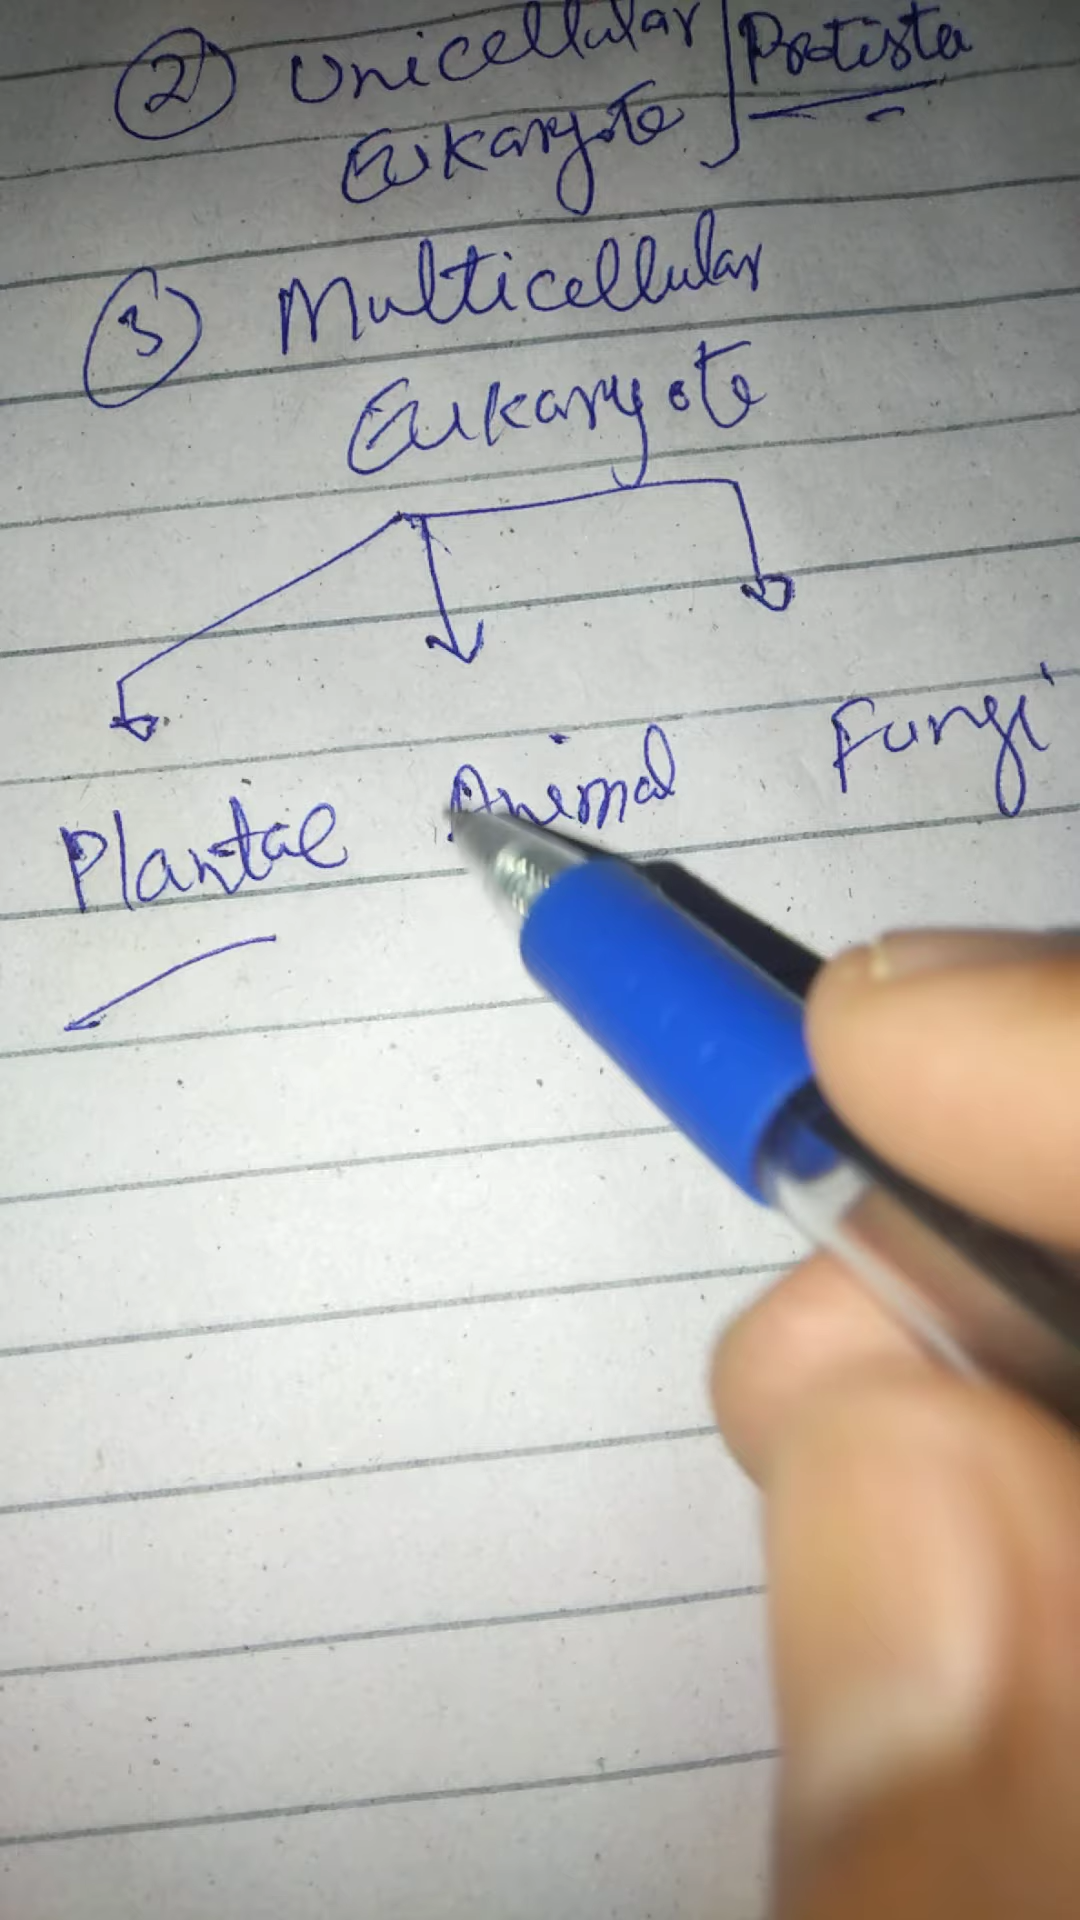 ② Unicellular / Protista
Eukaryote
③ Multicellular
Eukaryote
Plantae Animal Fungi